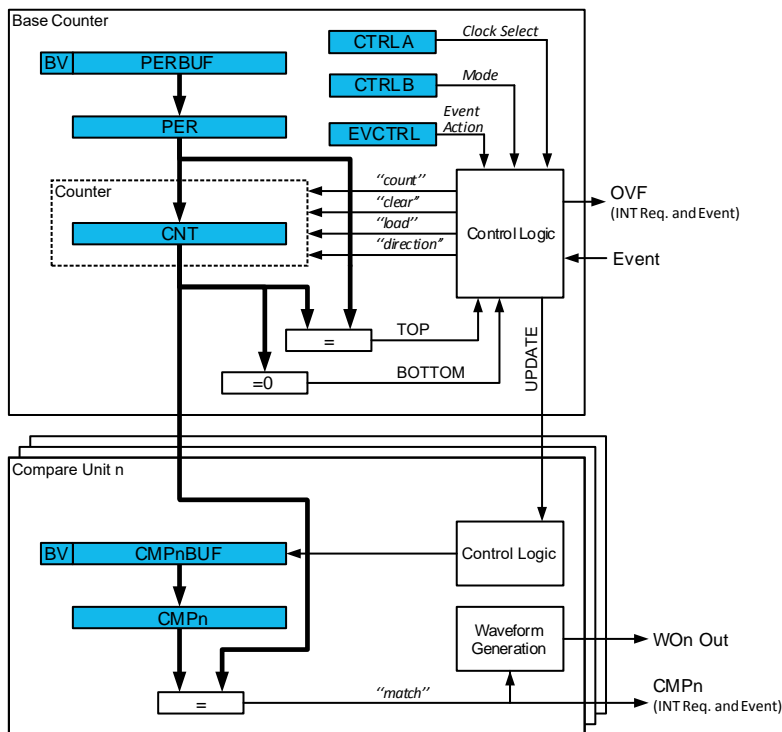 Base Counter
CTRLA
Clock Select
BV
PERBUF
CTRLB
Mode
Event
Action
PER
EVCTRL
Counter
"count"
"clear"
"load"
"direction"
CNT
Control Logic
OVF
(INT Req. and Event)
Event
=
TOP
=0
BOTTOM
UPDATE
Compare Unit n
BV
CMPnBUF
Control Logic
CMPn
Waveform
Generation
WOn Out
=
"match"
CMPn
(INT Req. and Event)